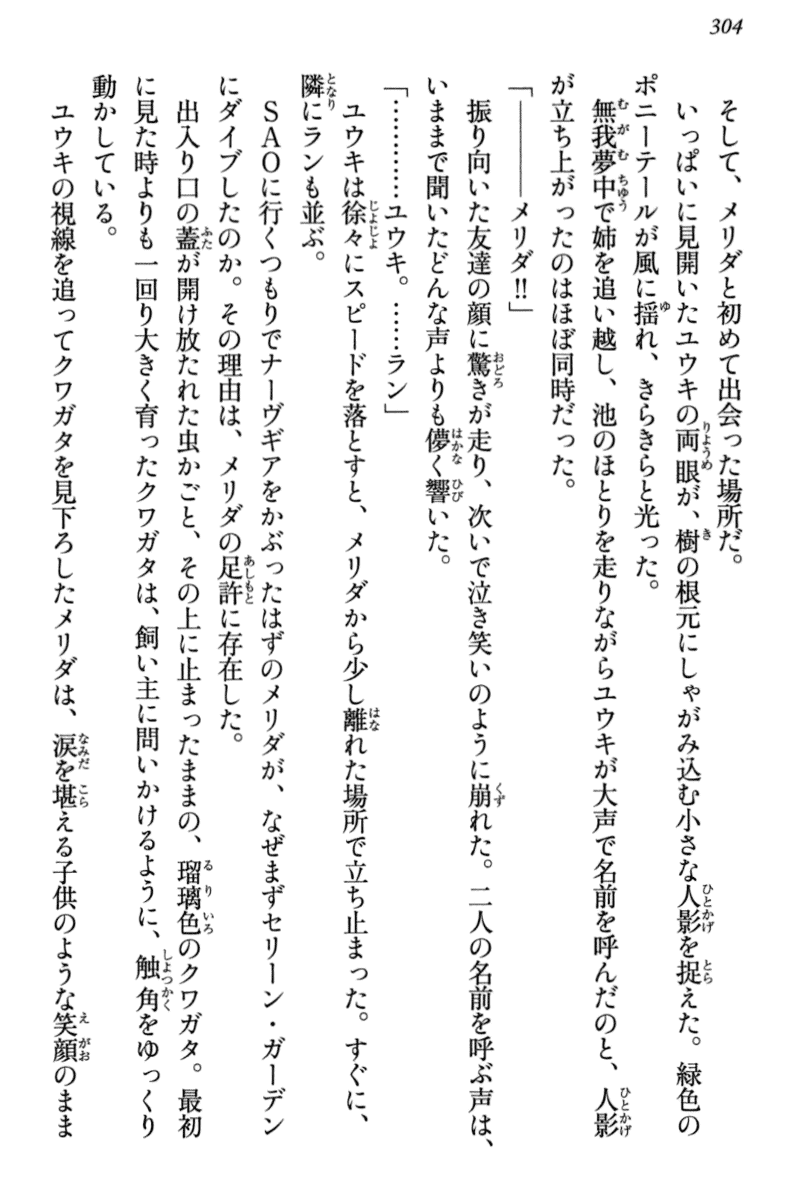 304
そして、メリダと初めて出会った場所だ。
いっぱいに見開いたユウキの両眼が、樹の根元にしゃがみ込む小さな人影を捉えた。緑色の
ポニーテールが風に揺れ、きらきらと光った。
無我夢中で姉を追い越し、池のほとりを走りながらユウキが大声で名前を呼んだのと、人影
が立ち上がったのはほぼ同時だった。
「――――メリダ!!」
振り向いた友達の顔に驚きが走り、次いで泣き笑いのように崩れた。二人の名前を呼ぶ声は、
いままで聞いたどんな声よりも儚く響いた。
「…………ユウキ。……ラン」
ユウキは徐々にスピードを落とすと、メリダから少し離れた場所で立ち止まった。すぐに、
隣にランも並ぶ。
SAOに行くつもりでナーヴギアをかぶったはずのメリダが、なぜまずセリーン・ガーデン
にダイブしたのか。その理由は、メリダの足許に存在した。
出入り口の蓋が開け放たれた虫かごと、その上に止まったままの、瑠璃色のクワガタ。最初
に見た時よりも一回り大きく育ったクワガタは、飼い主に問いかけるように、触角をゆっくり
動かしている。
ユウキの視線を追ってクワガタを見下ろしたメリダは、涙を堪える子供のような笑顔のまま